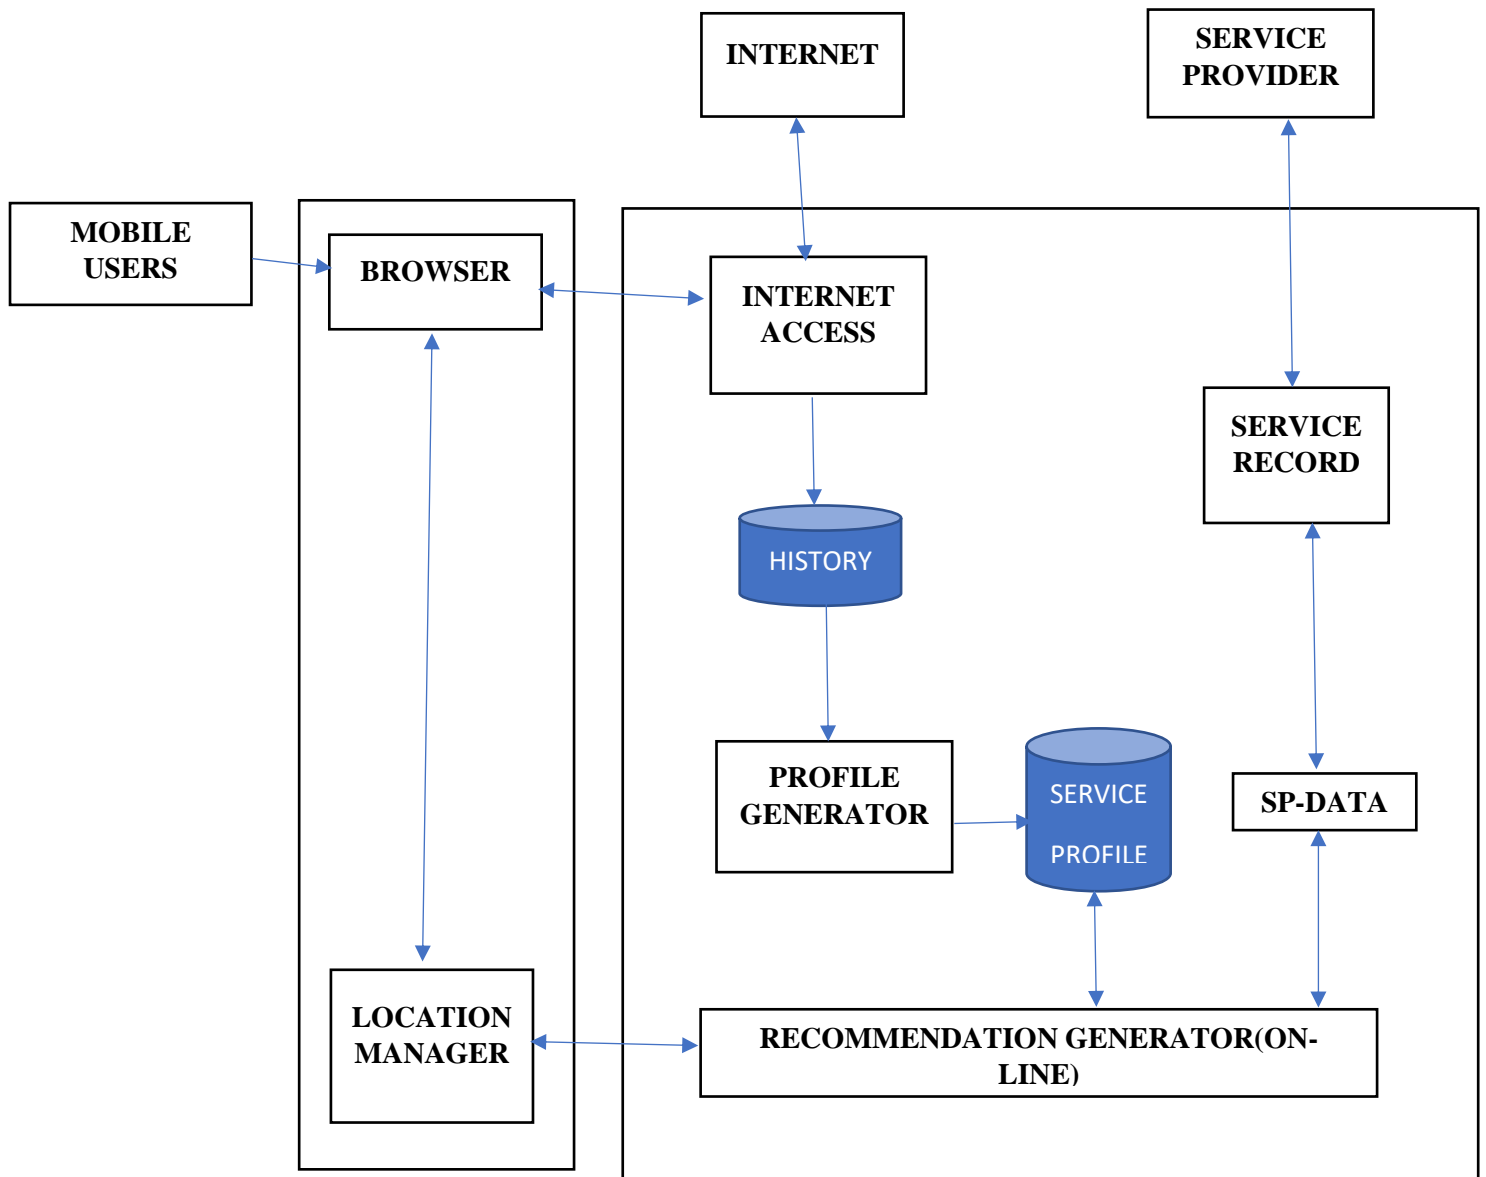 INTERNET
SERVICE
PROVIDER
MOBILE
USERS
BROWSER
INTERNET
ACCESS
SERVICE
RECORD
HISTORY
PROFILE
GENERATOR
SERVICE
PROFILE
SP-DATA
LOCATION
MANAGER
RECOMMENDATION GENERATOR(ON-
LINE)